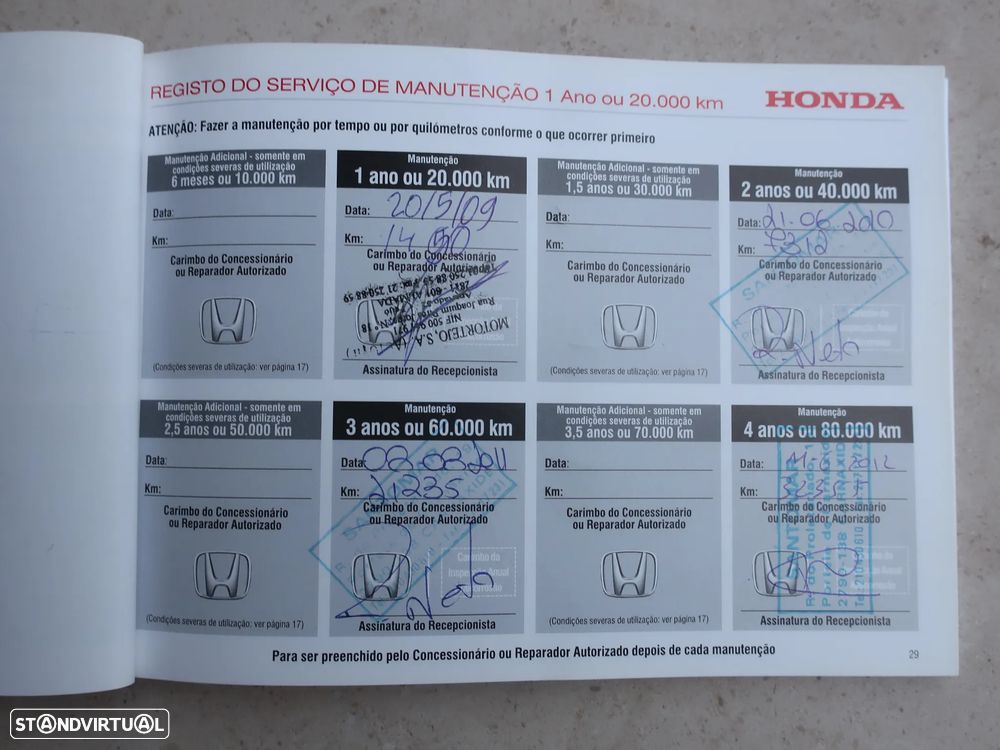 REGISTO DO SERVIÇO DE MANUTENÇÃO 1 Ano ou 20.000 km
HONDA
ATENÇÃO: Fazer a manutenção por tempo ou por quilómetros conforme o que ocorrer primeiro
Manutenção Adicional - somente em
condições severas de utilização
6 meses ou 10.000 km
Data:
Km:
Carimbo do Concessionário
ou Reparador Autorizado
(Condições severas de utilização: ver página 17)
Manutenção
1 ano ou 20.000 km
Data: 20/5/09
Km:
Carimbo do Concessionário
ou Reparador Autorizado
MOTORTEJO, S.A.
Rua Joaquim Pires Jorge, Nº 18
Assinatura do Recepcionista
Manutenção Adicional - somente em
condições severas de utilização
1,5 anos ou 30.000 km
Data:
Km:
Carimbo do Concessionário
ou Reparador Autorizado
(Condições severas de utilização: ver página 17)
Manutenção
2 anos ou 40.000 km
Data: 21.06.2010
Km: 7312
Carimbo do Concessionário
ou Reparador Autorizado
Assinatura do Recepcionista
Manutenção Adicional - somente em
condições severas de utilização
2,5 anos ou 50.000 km
Data:
Km:
Carimbo do Concessionário
ou Reparador Autorizado
(Condições severas de utilização: ver página 17)
Manutenção
3 anos ou 60.000 km
Data: 08-08-2011
Km: 21235
Carimbo do Concessionário
ou Reparador Autorizado
Carimbo da
Inspecção Anual
Corrosão
Assinatura do Recepcionista
Manutenção Adicional - somente em
condições severas de utilização
3,5 anos ou 70.000 km
Data:
Km:
Carimbo do Concessionário
ou Reparador Autorizado
(Condições severas de utilização: ver página 17)
Manutenção
4 anos ou 80.000 km
Data:
Km:
Carimbo do Concessionário
ou Reparador Autorizado
Assinatura do Recepcionista
Para ser preenchido pelo Concessionário ou Reparador Autorizado depois de cada manutenção
29
STANDVIRTUAL